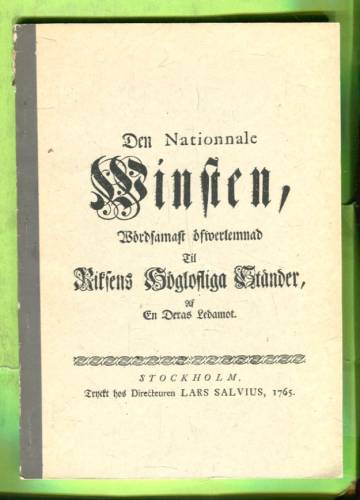 Den Nationnale
Winsten,
Wördsamast öfwerlemnad
Til
Riksens Höglofliga Ständer,
Af
En Deras Ledamot.
STOCKHOLM,
Tryckt hos Directeuren LARS SALVIUS, 1765.